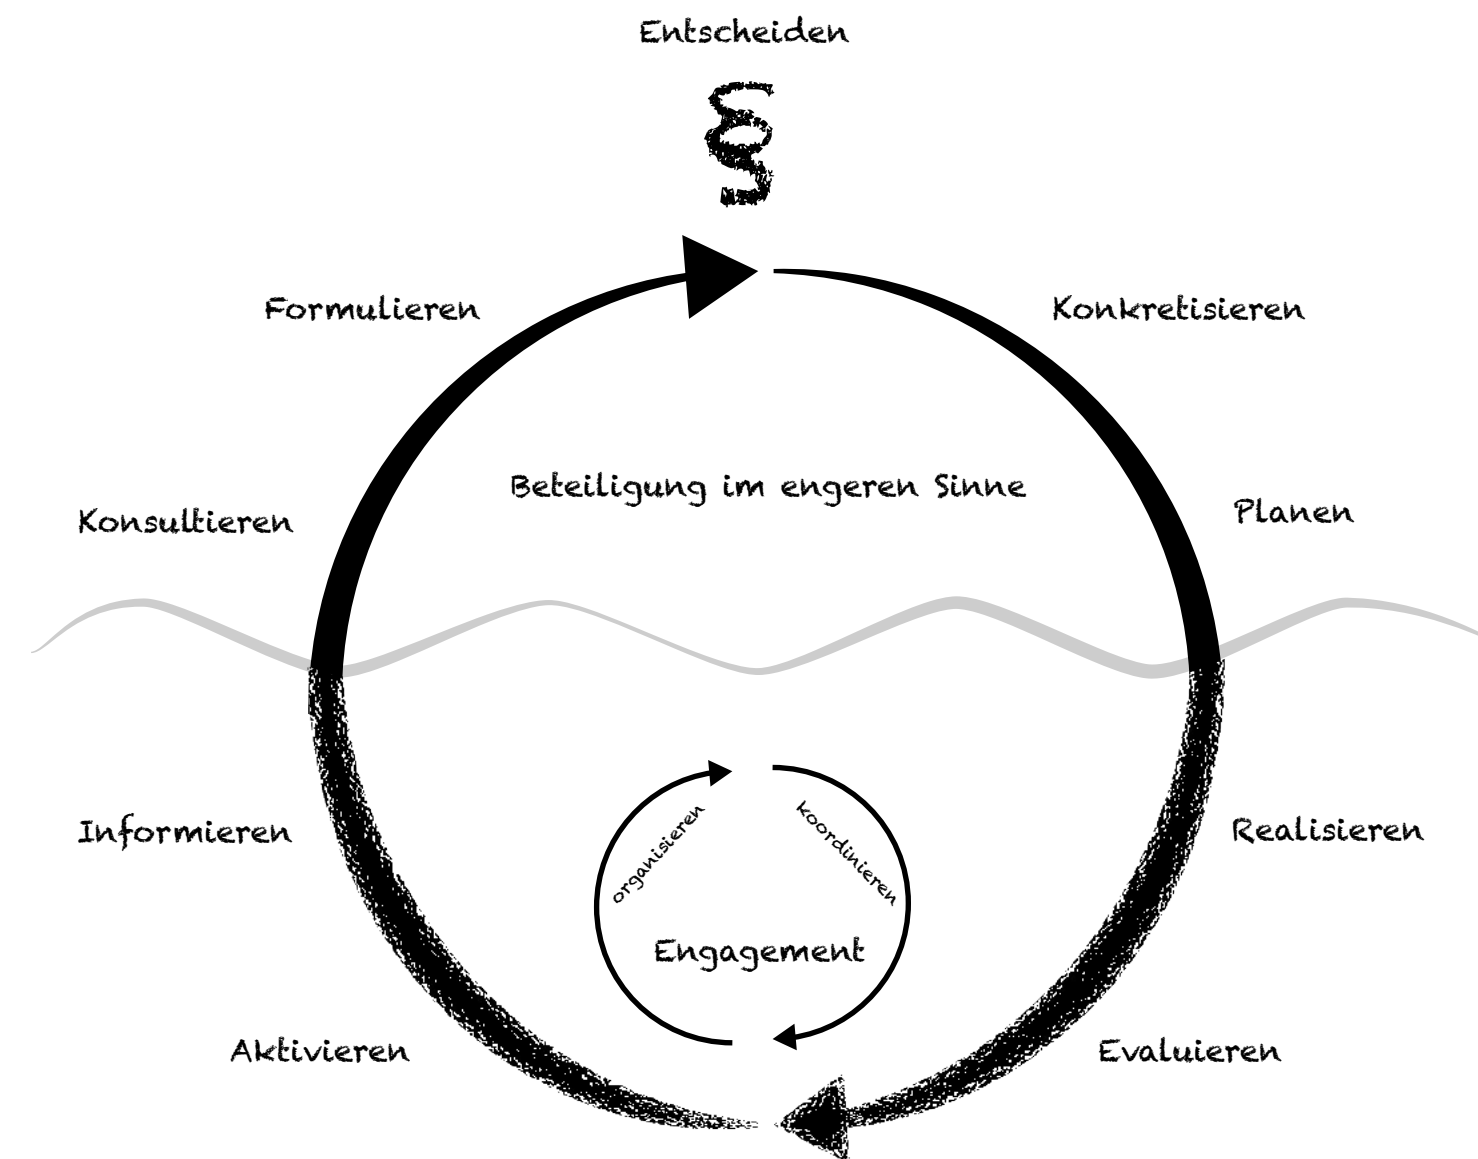 Entscheiden
§
Formulieren
Konkretisieren
Beteiligung im engeren Sinne
Konsultieren
Planen
Informieren
Realisieren
organisieren
koordinieren
Engagement
Aktivieren
Evaluieren